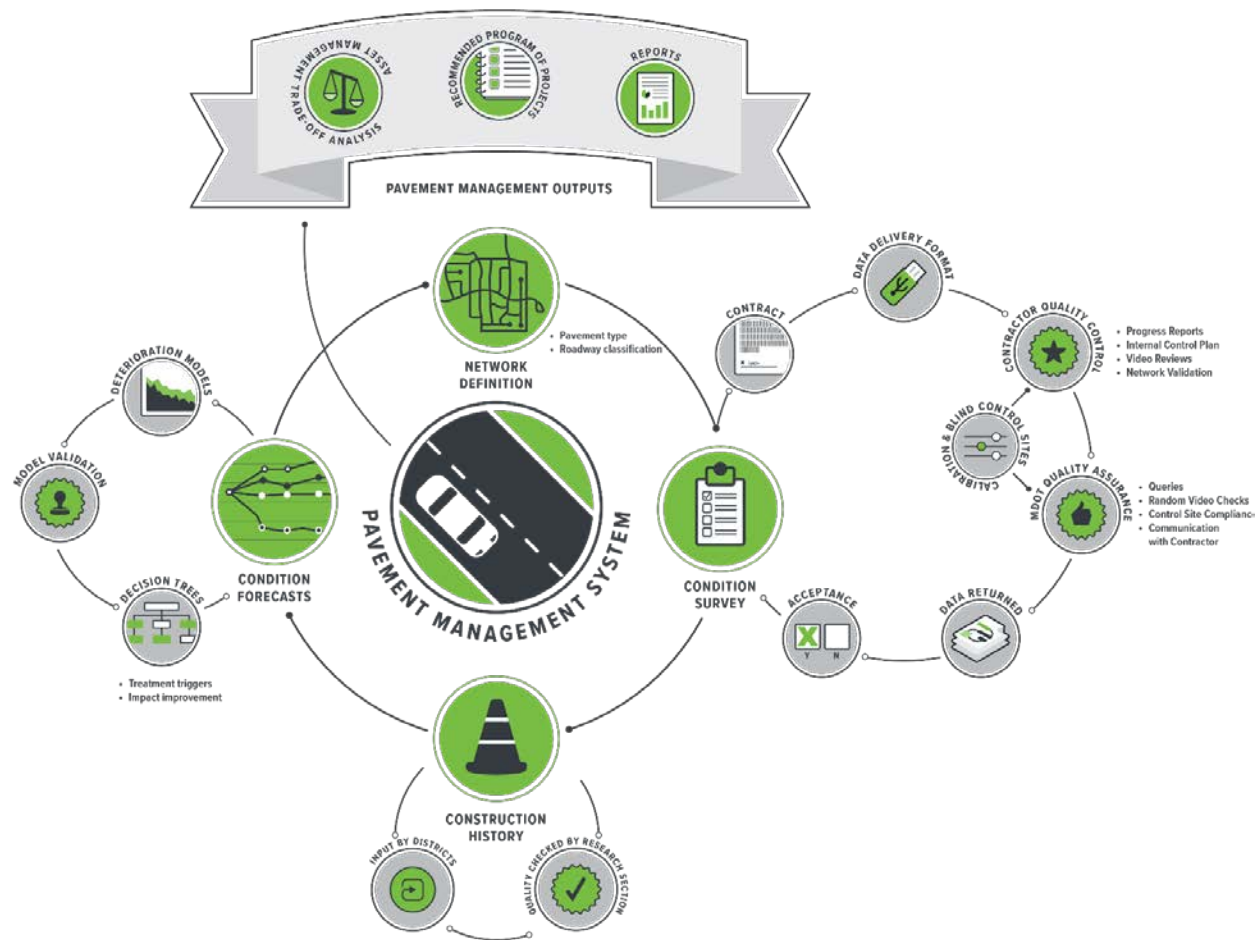 ASSET MANAGEMENT TRADE-OFF ANALYSIS
RECOMMENDED PROGRAM OF PROJECTS
REPORTS
PAVEMENT MANAGEMENT OUTPUTS
NETWORK
DEFINITION
• Pavement type
• Roadway classification
CONTRACT
DATA DELIVERY FORMAT
CONTRACTOR QUALITY CONTROL
• Progress Reports
• Internal Control Plan
• Video Reviews
• Network Validation
CALIBRATION & BLIND CONTROL SITES
MDOT QUALITY ASSURANCE
• Queries
• Random Video Checks
• Control Site Complianc
• Communication
with Contractor
DATA RETURNED
ACCEPTANCE
Y N
CONDITION
SURVEY
PAVEMENT MANAGEMENT SYSTEM
DETERIORATION MODELS
MODEL VALIDATION
DECISION TREES
• Treatment triggers
• Impact improvement
CONDITION
FORECASTS
CONSTRUCTION
HISTORY
INPUT BY DISTRICTS
QUALITY CHECKED BY RESEARCH SECTION